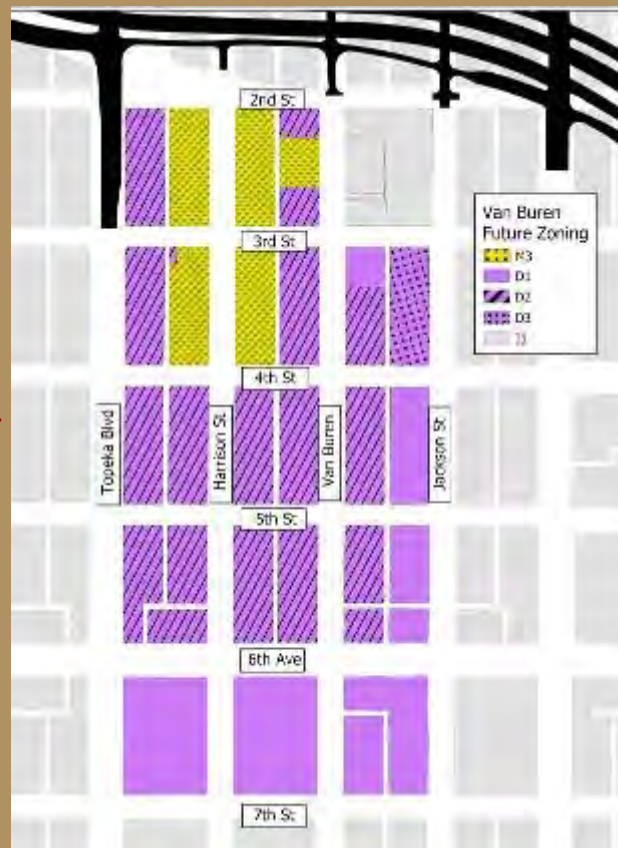 2nd St
3rd St
Van Buren
Future Zoning
M3
D1
D2
D3
4th St
Topeka Blvd
Harrison St
Van Buren
Jackson St
5th St
6th Ave
7th St